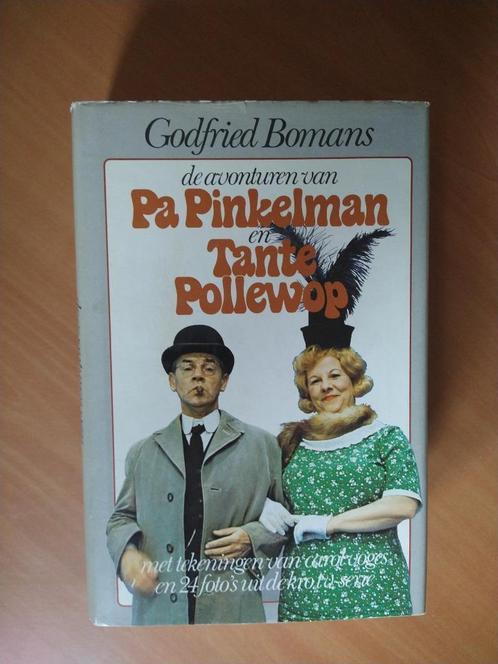 Godfried Bomans
de avonturen van
Pa Pinkelman
en
Tante
Pollewop
met tekeningen van carol voges
en 24 foto's uit de kro t.v.-serie